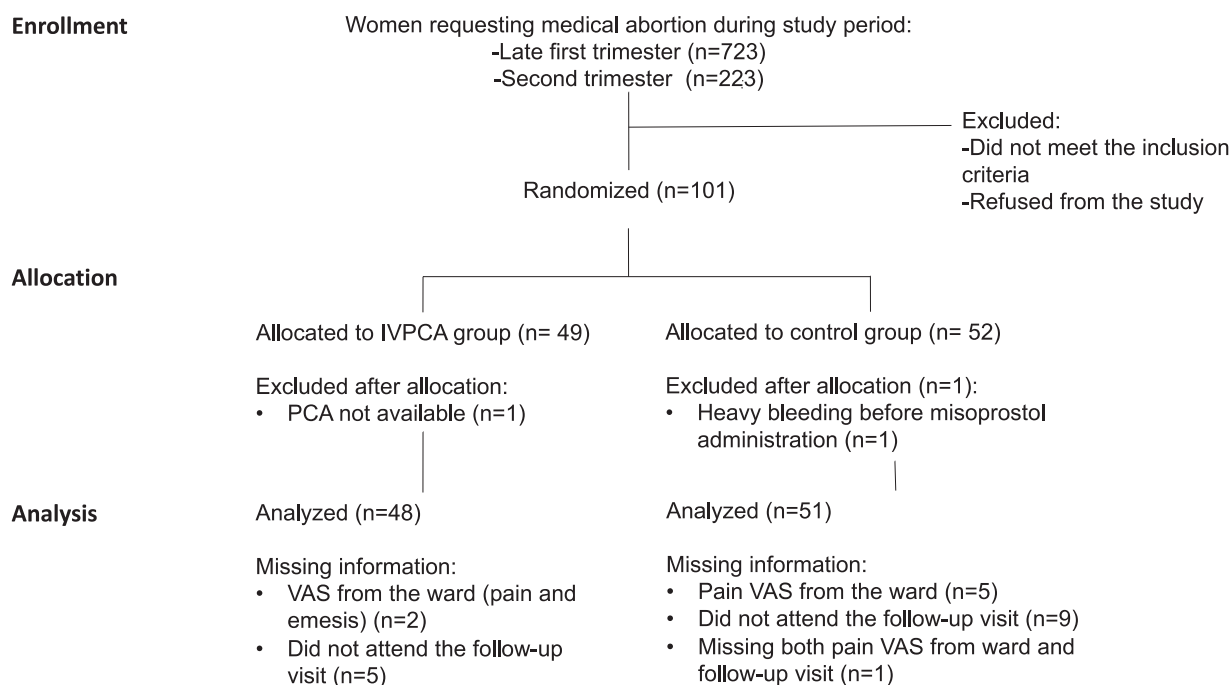 Enrollment
Women requesting medical abortion during study period:
-Late first trimester (n=723)
-Second trimester (n=223)
Excluded:
-Did not meet the inclusion
criteria
-Refused from the study
Randomized (n=101)
Allocation
Allocated to IVPCA group (n= 49)
Allocated to control group (n= 52)
Excluded after allocation:
• PCA not available (n=1)
Excluded after allocation (n=1):
• Heavy bleeding before misoprostol
administration (n=1)
Analysis
Analyzed (n=48)
Analyzed (n=51)
Missing information:
• VAS from the ward (pain and
emesis) (n=2)
• Did not attend the follow-up
visit (n=5)
Missing information:
• Pain VAS from the ward (n=5)
• Did not attend the follow-up visit (n=9)
• Missing both pain VAS from ward and
follow-up visit (n=1)